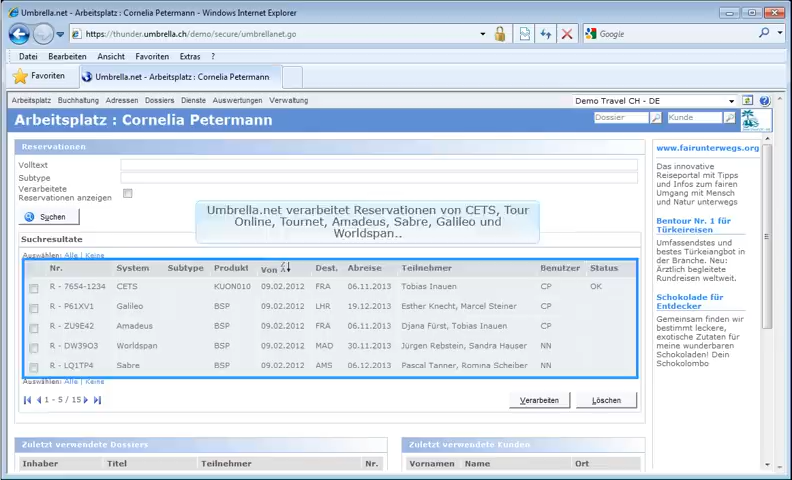 Umbrella.net - Arbeitsplatz : Cornelia Petermann - Windows Internet Explorer
https://thunder.umbrella.ch/demo/secure/umbrellanet.go
Google
Datei Bearbeiten Ansicht Favoriten Extras ?
Favoriten
Umbrella.net - Arbeitsplatz : Cornelia Petermann
Arbeitsplatz Buchhaltung Adressen Dossiers Dienste Auswertungen Verwaltung
Demo Travel CH - DE
Arbeitsplatz : Cornelia Petermann
Dossier
Kunde
Reservationen
Volltext
Subtype
Verarbeitete
Reservationen anzeigen
Suchen
Umbrella.net verarbeitet Reservationen von CETS, Tour
Online, Tournet, Amadeus, Sabre, Galileo und
Worldspan..
Suchresultate
Auswählen: Alle | Keine
Nr. System Subtype Produkt Von Dest. Abreise Teilnehmer Benutzer Status
R - 7654-1234 CETS KUON010 09.02.2012 FRA 06.11.2013 Tobias Inauen CP OK
R - P61XV1 Galileo BSP 09.02.2012 LHR 19.12.2013 Esther Knecht, Marcel Steiner CP
R - ZU9E42 Amadeus BSP 09.02.2012 FRA 06.11.2013 Djana Fürst, Tobias Inauen CP
R - DW39O3 Worldspan BSP 09.02.2012 MAD 30.11.2013 Jürgen Rebstein, Sandra Hauser NN
R - LQ1TP4 Sabre BSP 09.02.2012 AMS 06.12.2013 Pascal Tanner, Romina Scheiber NN
Auswählen: Alle | Keine
1 - 5 / 15
Verarbeiten
Löschen
www.fairunterwegs.org
Das innovative
Reiseportal mit Tipps
und Infos zum fairen
Umgang mit Mensch
und Natur unterwegs
Bentour Nr. 1 für
Türkeireisen
Umfassendstes und
bestes Türkeiangebot in
der Branche. Neu:
Ärztlich begleitete
Rundreisen weltweit.
Schokolade für
Entdecker
Gemeinsam finden wir
bestimmt leckere,
exotische Zutaten für
meine wunderbaren
Schokoladen! Dein
Schokolombo
Zuletzt verwendete Dossiers
Inhaber Titel Teilnehmer Nr.
Zuletzt verwendete Kunden
Vornamen Name Ort